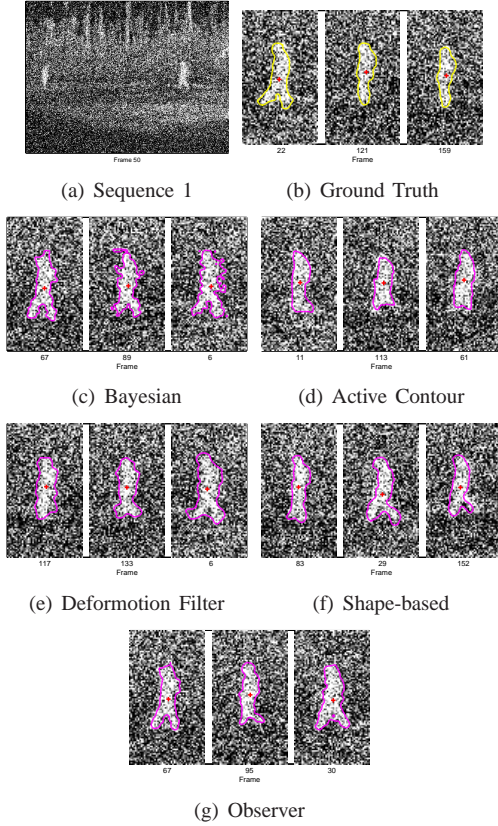 Frame 50
22 121 159
Frame
(a) Sequence 1
(b) Ground Truth
67 89 6
Frame
11 113 61
Frame
(c) Bayesian
(d) Active Contour
117 133 6
Frame
83 29 152
Frame
(e) Deformotion Filter
(f) Shape-based
67 95 30
Frame
(g) Observer